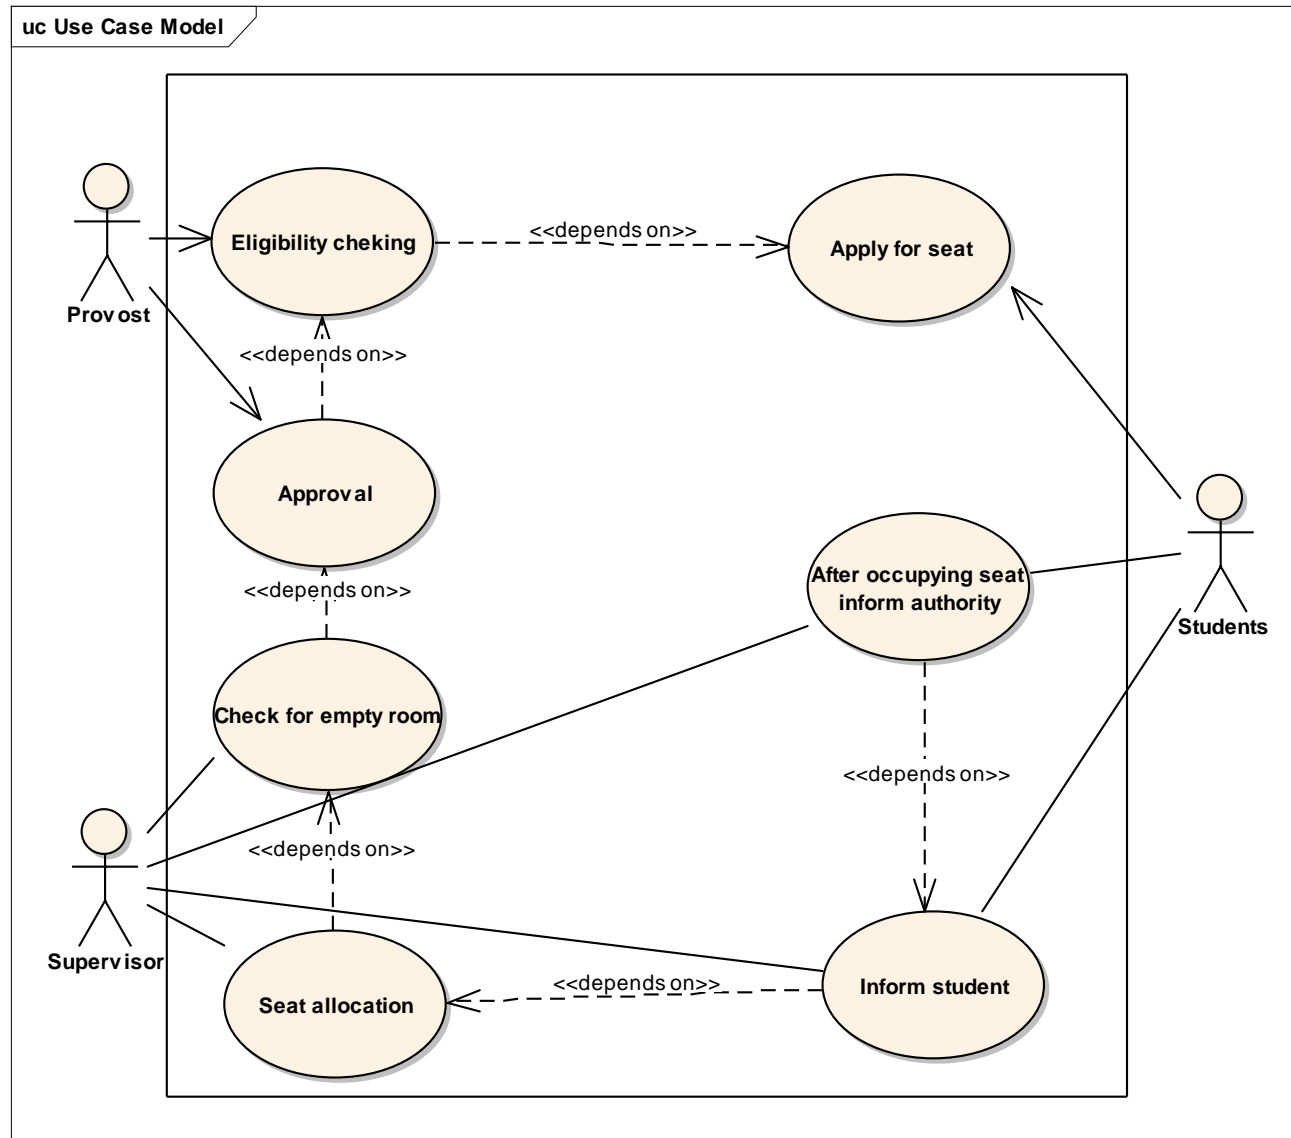 uc Use Case Model
Eligibility cheking
<<depends on>>
Apply for seat
Provost
<<depends on>>
Approval
<<depends on>>
After occupying seat
inform authority
Students
Check for empty room
<<depends on>>
<<depends on>>
Supervisor
Seat allocation
<<depends on>>
Inform student